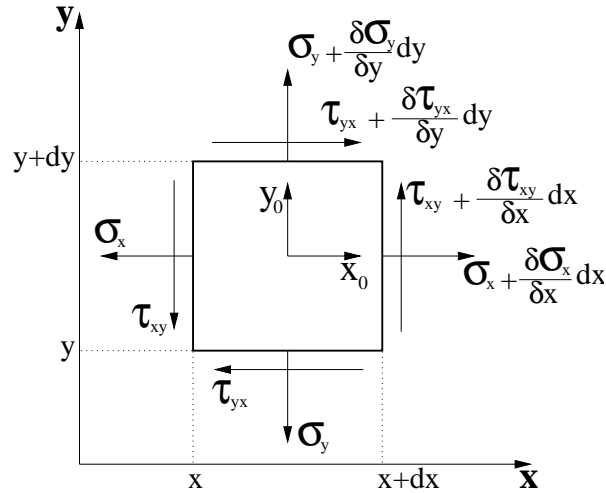 y
σy + δσy/δy dy
τyx + δτyx/δy dy
y+dy
y0
τxy + δτxy/δx dx
σx
x0
σx + δσx/δx dx
τxy
y
τyx
σy
x
x+dx
x